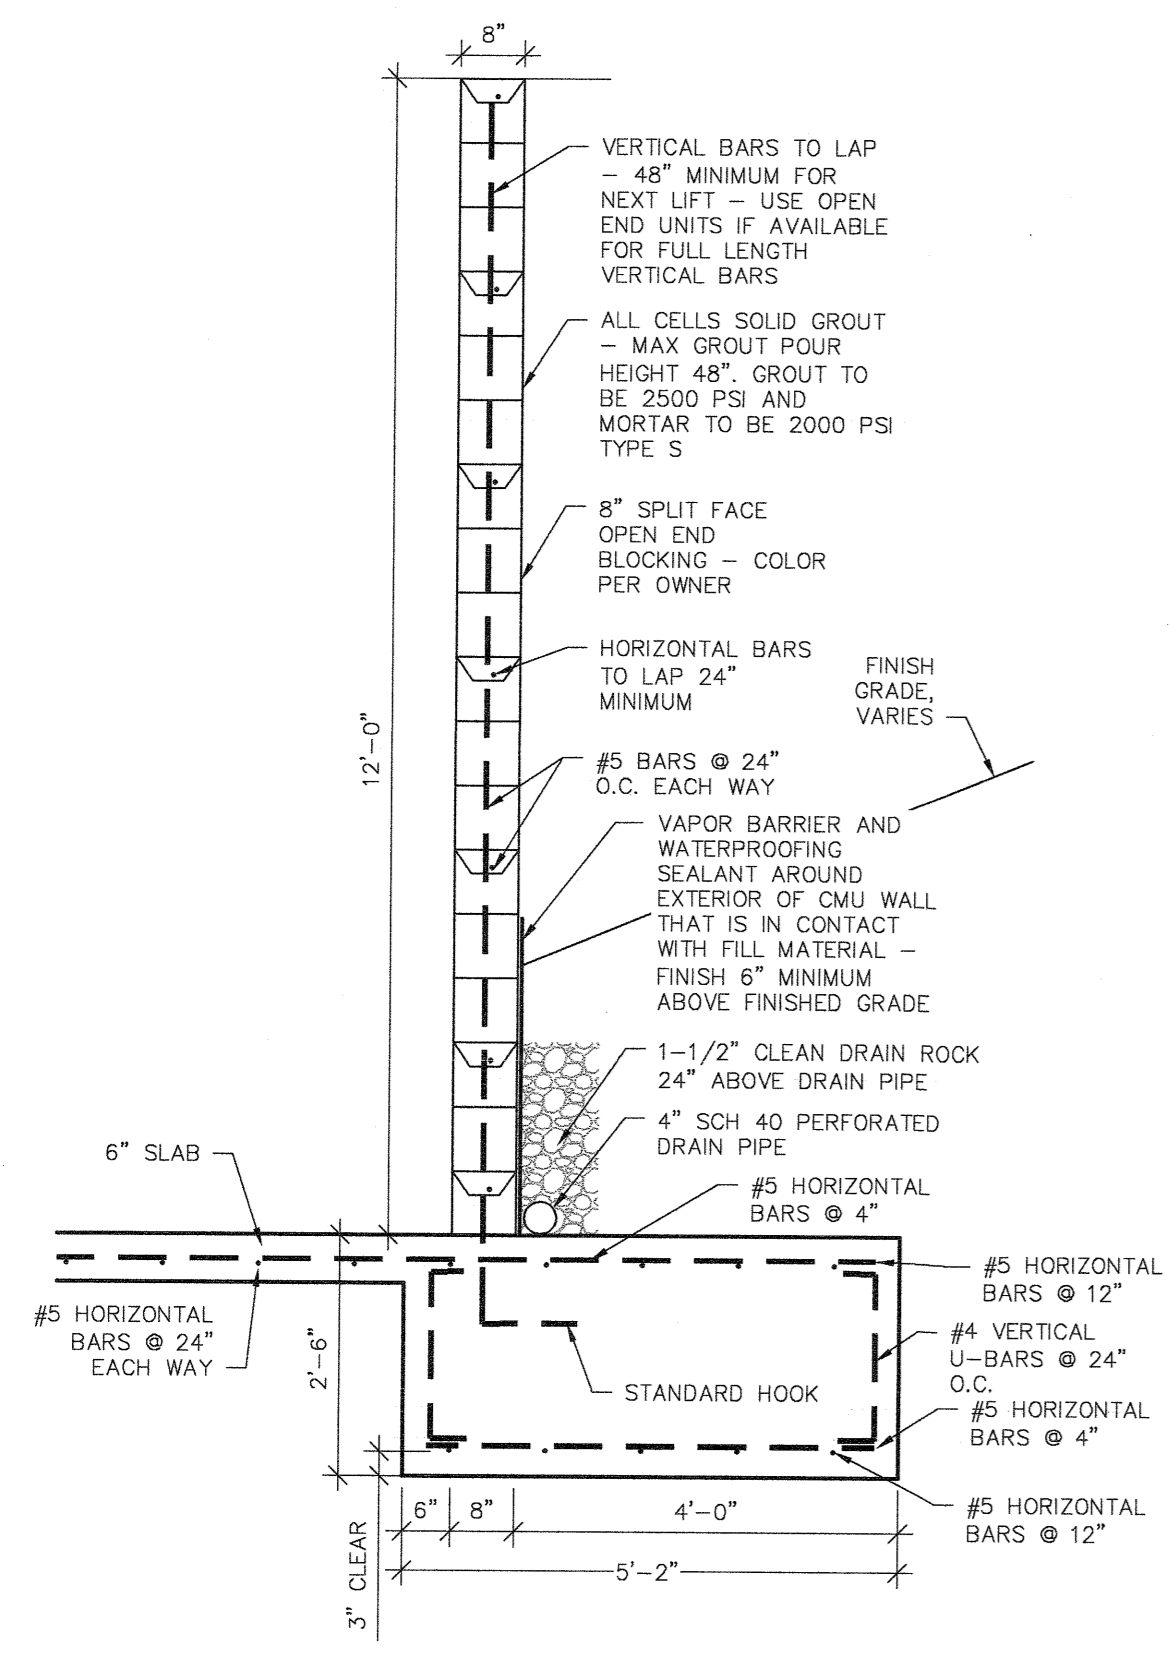 8"
VERTICAL BARS TO LAP
– 48" MINIMUM FOR
NEXT LIFT – USE OPEN
END UNITS IF AVAILABLE
FOR FULL LENGTH
VERTICAL BARS
ALL CELLS SOLID GROUT
– MAX GROUT POUR
HEIGHT 48". GROUT TO
BE 2500 PSI AND
MORTAR TO BE 2000 PSI
TYPE S
8" SPLIT FACE
OPEN END
BLOCKING – COLOR
PER OWNER
HORIZONTAL BARS
TO LAP 24"
MINIMUM
FINISH
GRADE,
VARIES
12'-0"
#5 BARS @ 24"
O.C. EACH WAY
VAPOR BARRIER AND
WATERPROOFING
SEALANT AROUND
EXTERIOR OF CMU WALL
THAT IS IN CONTACT
WITH FILL MATERIAL –
FINISH 6" MINIMUM
ABOVE FINISHED GRADE
1-1/2" CLEAN DRAIN ROCK
24" ABOVE DRAIN PIPE
4" SCH 40 PERFORATED
DRAIN PIPE
6" SLAB
#5 HORIZONTAL
BARS @ 4"
#5 HORIZONTAL
BARS @ 12"
#5 HORIZONTAL
BARS @ 24"
EACH WAY
2'-6"
#4 VERTICAL
U-BARS @ 24"
O.C.
STANDARD HOOK
#5 HORIZONTAL
BARS @ 4"
#5 HORIZONTAL
BARS @ 12"
6"
8"
4'-0"
5'-2"
3" CLEAR